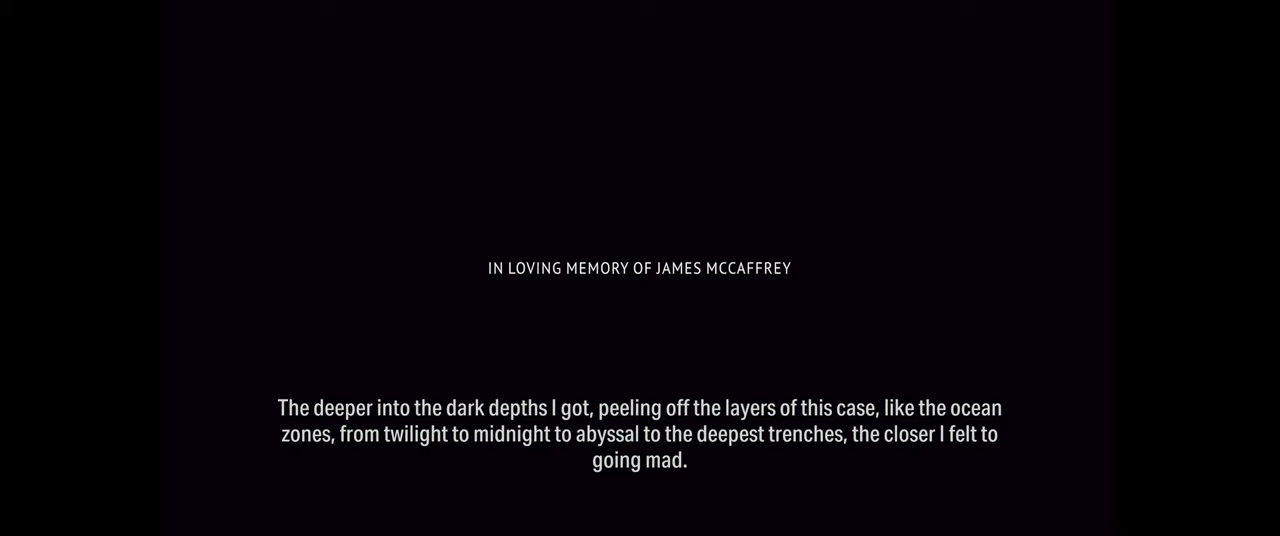 IN LOVING MEMORY OF JAMES MCCAFFREY
The deeper into the dark depths I got, peeling off the layers of this case, like the ocean
zones, from twilight to midnight to abyssal to the deepest trenches, the closer I felt to
going mad.